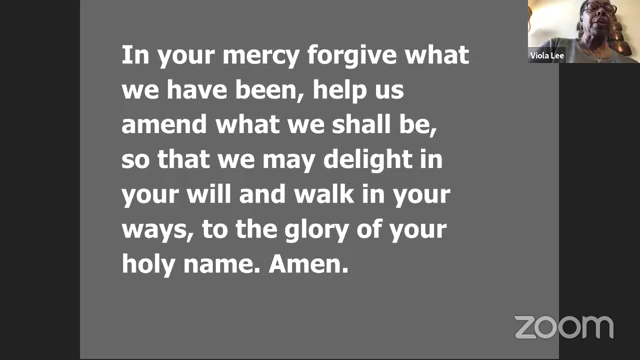 In your mercy forgive what
we have been, help us
amend what we shall be,
so that we may delight in
your will and walk in your
ways, to the glory of your
holy name. Amen.
Viola Lee
zoom